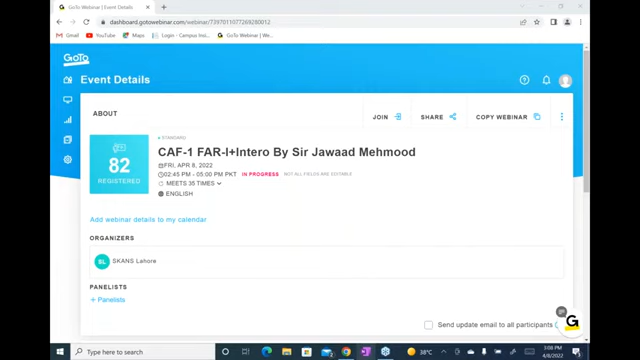 GoTo Webinar - Event Details
dashboard.gotowebinar.com/webinar/7397011077269280012
Gmail
YouTube
Maps
Login - Campus Insi...
GoTo Webinar | We...
GoTo
Event Details
ABOUT
JOIN
SHARE
COPY WEBINAR
82
REGISTERED
STANDARD
CAF-1 FAR-I+Intero By Sir Jawaad Mehmood
FRI, APR 8, 2022
02:45 PM - 05:00 PM PKT IN PROGRESS NOT ALL FIELDS ARE EDITABLE
MEETS 35 TIMES
ENGLISH
Add webinar details to my calendar.
ORGANIZERS
SL SKANS Lahore
PANELISTS
+ Panelists
Send update email to all participants
Type here to search
38°C
3:08 PM
4/8/2022